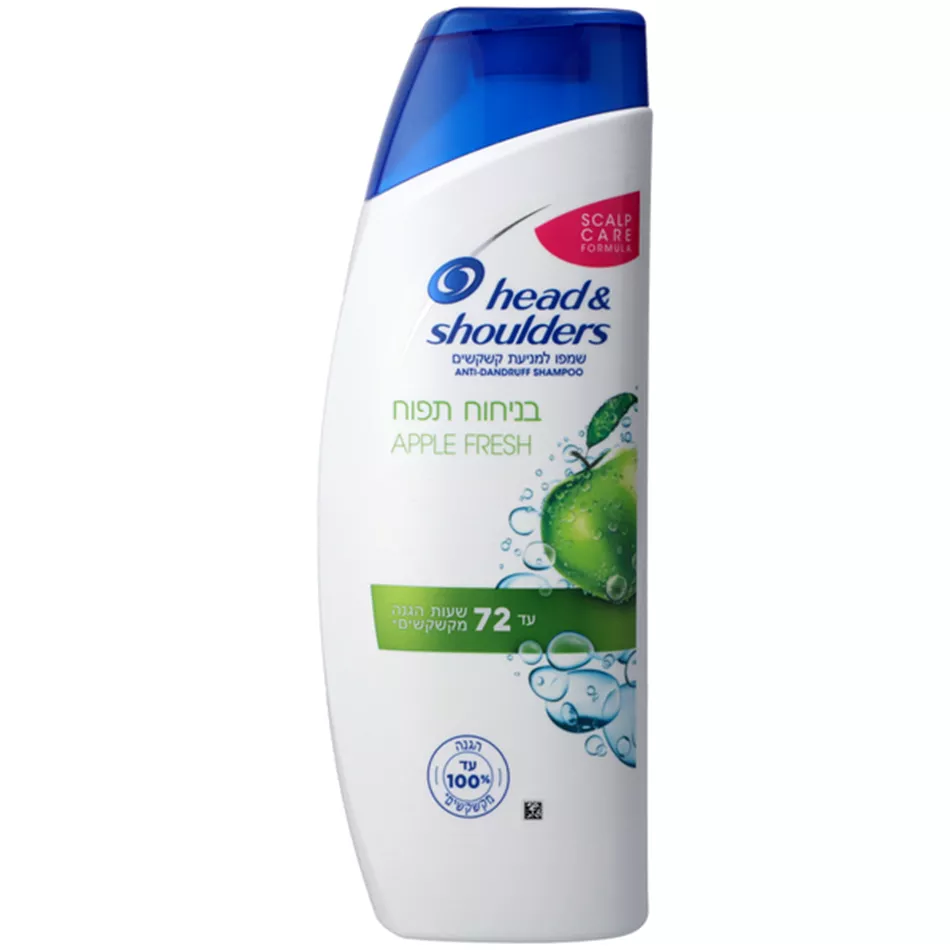 SCALP
CARE
FORMULA
head &
shoulders
שמפו למניעת קשקשים
ANTI-DANDRUFF SHAMPOO
בניחוח תפוח
APPLE FRESH
עד 72 שעות הגנה
מקשקשים*
הגנה
עד
100%
מקשקשים*